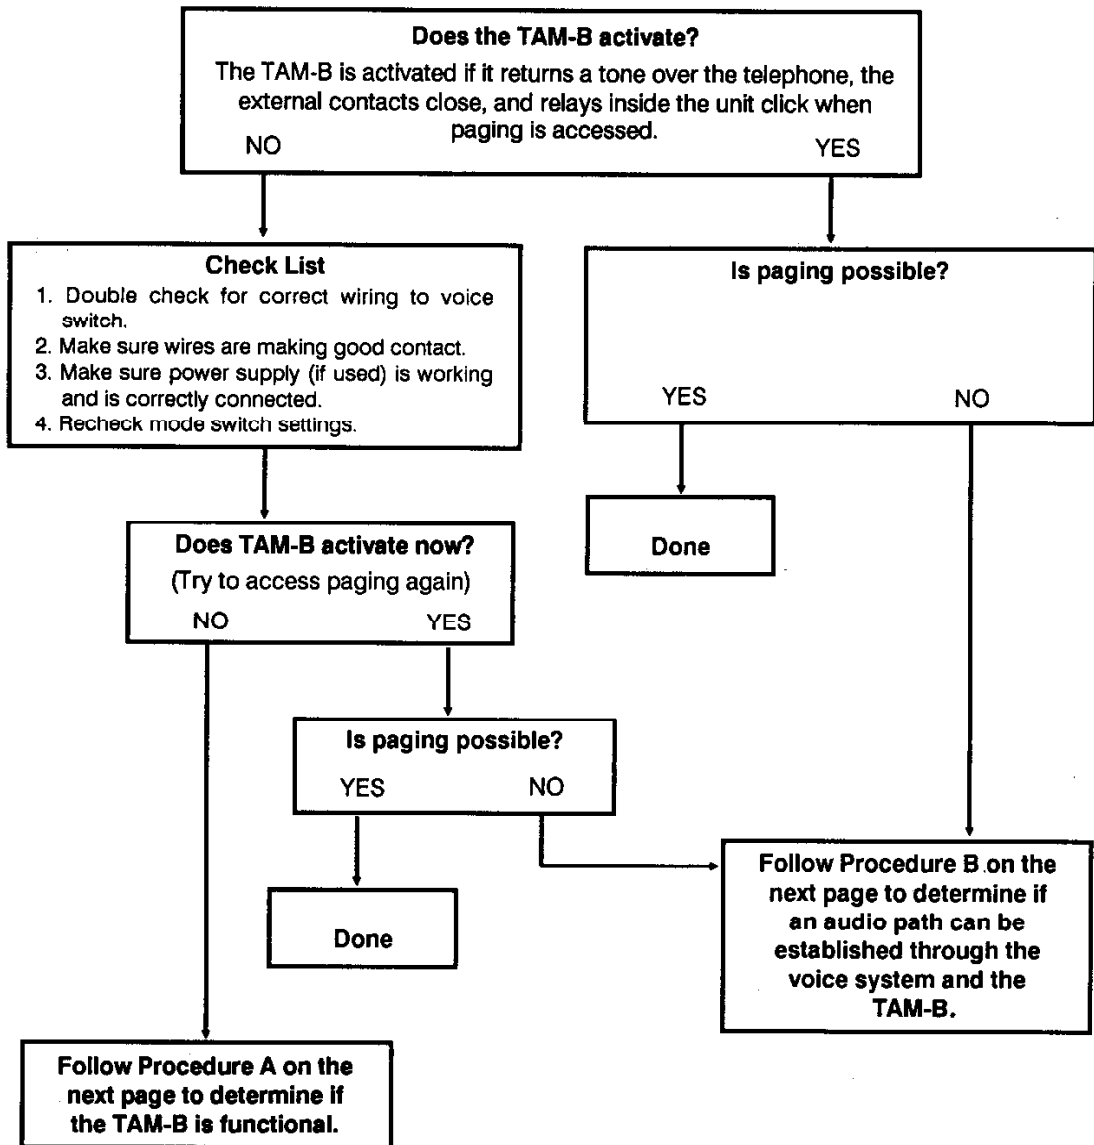 Does the TAM-B activate?
The TAM-B is activated if it returns a tone over the telephone, the
external contacts close, and relays inside the unit click when
paging is accessed.
NO
YES
Check List
1. Double check for correct wiring to voice
switch.
2. Make sure wires are making good contact.
3. Make sure power supply (if used) is working
and is correctly connected.
4. Recheck mode switch settings.
Is paging possible?
YES
NO
Done
Does TAM-B activate now?
(Try to access paging again)
NO
YES
Is paging possible?
YES
NO
Done
Follow Procedure B on the
next page to determine if
an audio path can be
established through the
voice system and the
TAM-B.
Follow Procedure A on the
next page to determine if
the TAM-B is functional.